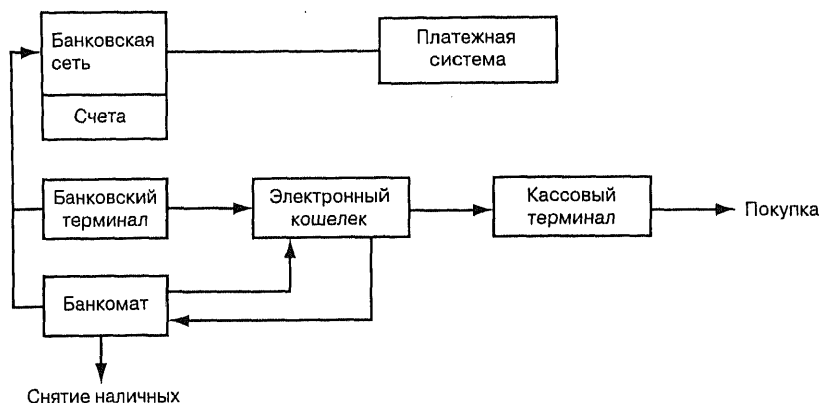 Банковская
сеть
Счета
Платежная
система
Банковский
терминал
Электронный
кошелек
Кассовый
терминал
Покупка
Банкомат
Снятие наличных